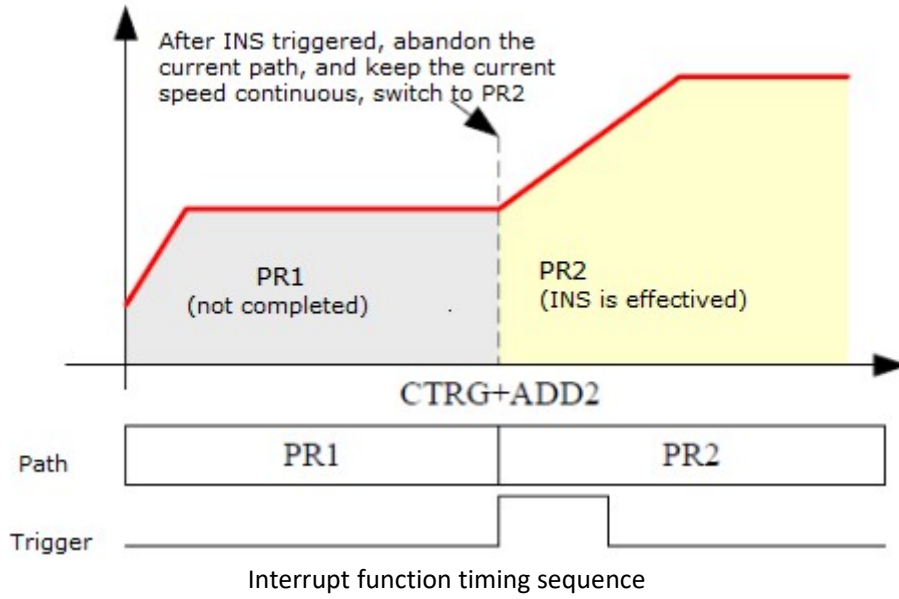 After INS triggered, abandon the
current path, and keep the current
speed continuous, switch to PR2
PR1
(not completed)
PR2
(INS is effectived)
CTRG+ADD2
Path
PR1
PR2
Trigger
Interrupt function timing sequence